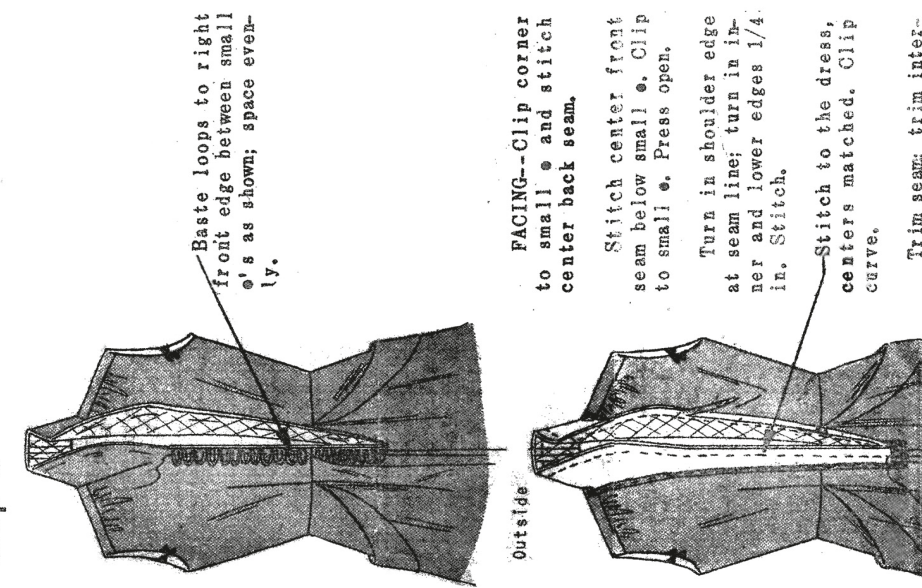 Baste loops to right
front edge between small
●'s as shown; space even-
ly.
FACING--Clip corner
to small ● and stitch
center back seam.
Stitch center front
seam below small ●. Clip
to small ●. Press open.
Turn in shoulder edge
at seam line; turn in in-
ner and lower edges 1/4
in. Stitch.
Stitch to the dress,
centers matched. Clip
curve.
Trim seam; trim inter-
Outside